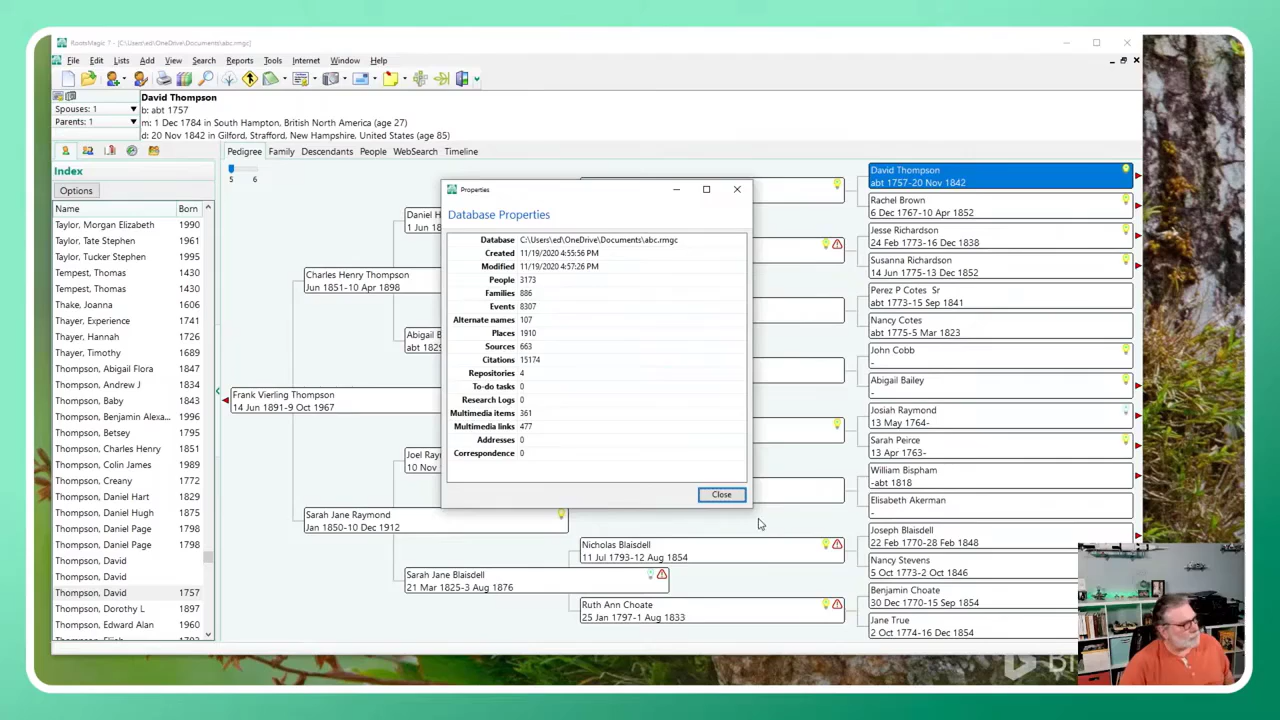 RootsMagic 7 - [C:\Users\ed\OneDrive\Documents\abc.rmgc]
File Edit Lists Add View Search Reports Tools Internet Window Help
David Thompson
Spouses: 1
b: abt 1757
Parents: 1
m: 1 Dec 1784 in South Hampton, British North America (age 27)
d: 20 Nov 1842 in Gilford, Strafford, New Hampshire, United States (age 85)
Pedigree Family Descendants People WebSearch Timeline
Index
Options
5 6
Name Born
Taylor, Morgan Elizabeth 1990
Taylor, Tate Stephen 1961
Taylor, Tucker Stephen 1995
Tempest, Thomas 1430
Tempest, Thomas 1430
Thake, Joanna 1606
Thayer, Experience 1741
Thayer, Hannah 1726
Thayer, Timothy 1689
Thompson, Abigail Flora 1847
Thompson, Andrew J 1834
Thompson, Baby 1843
Thompson, Benjamin Alexa... 1996
Thompson, Betsey 1795
Thompson, Charles Henry 1851
Thompson, Colin James 1989
Thompson, Creany 1772
Thompson, Daniel Hart 1829
Thompson, Daniel Hugh 1875
Thompson, Daniel Page 1798
Thompson, Daniel Page 1798
Thompson, David
Thompson, David
Thompson, David 1757
Thompson, Dorothy L 1897
Thompson, Edward Alan 1960
Frank Vierling Thompson
14 Jun 1891-9 Oct 1967
Charles Henry Thompson
Jun 1851-10 Apr 1898
Sarah Jane Raymond
Jan 1850-10 Dec 1912
Daniel H
1 Jun 18
Abigail B
abt 1829
Joel Ray
10 Nov
Sarah Jane Blaisdell
21 Mar 1825-3 Aug 1876
Nicholas Blaisdell
11 Jul 1793-12 Aug 1854
Ruth Ann Choate
25 Jan 1797-1 Aug 1833
Properties
Database Properties
Database C:\Users\ed\OneDrive\Documents\abc.rmgc
Created 11/19/2020 4:55:56 PM
Modified 11/19/2020 4:57:26 PM
People 3173
Families 886
Events 8307
Alternate names 107
Places 1910
Sources 663
Citations 15174
Repositories 4
To-do tasks 0
Research Logs 0
Multimedia items 361
Multimedia links 477
Addresses 0
Correspondence 0
Close
David Thompson
abt 1757-20 Nov 1842
Rachel Brown
6 Dec 1767-10 Apr 1852
Jesse Richardson
24 Feb 1773-16 Dec 1838
Susanna Richardson
14 Jun 1775-13 Dec 1852
Perez P Cotes Sr
abt 1773-15 Sep 1841
Nancy Cotes
abt 1775-5 Mar 1823
John Cobb
-
Abigail Bailey
-
Josiah Raymond
13 May 1764-
Sarah Peirce
13 Apr 1763-
William Bispham
-abt 1818
Elisabeth Akerman
-
Joseph Blaisdell
22 Feb 1770-28 Feb 1848
Nancy Stevens
5 Oct 1773-2 Oct 1846
Benjamin Choate
30 Dec 1770-15 Sep 1854
Jane True
2 Oct 1774-16 Dec 1854